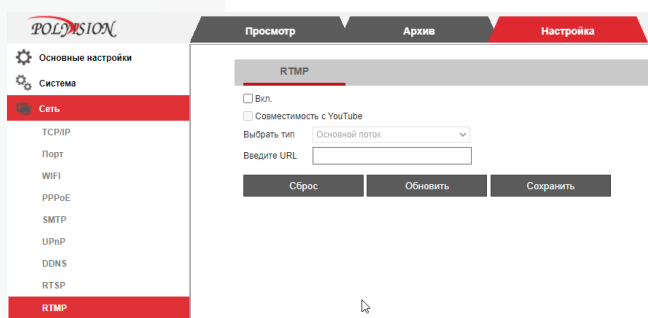 POLYVISION
Просмотр
Архив
Настройка
Основные настройки
Система
Сеть
TCP/IP
Порт
WIFI
PPPoE
SMTP
UPnP
DDNS
RTSP
RTMP
RTMP
Вкл.
Совместимость с YouTube
Выбрать тип Основной поток
Введите URL
Сброс
Обновить
Сохранить